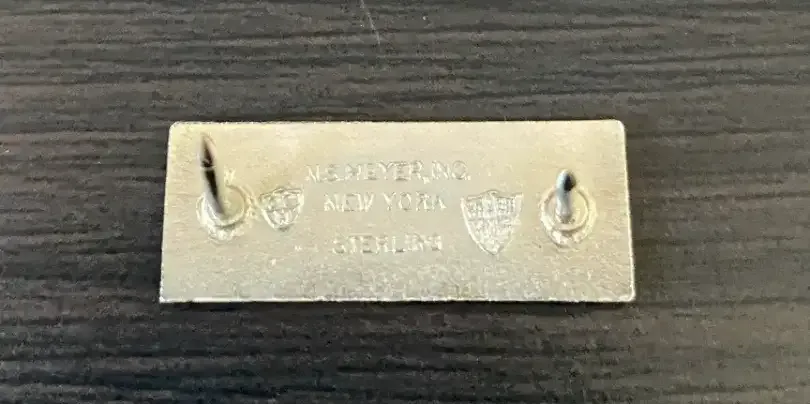 N.S. MEYER, INC.
NEW YORK
STERLING